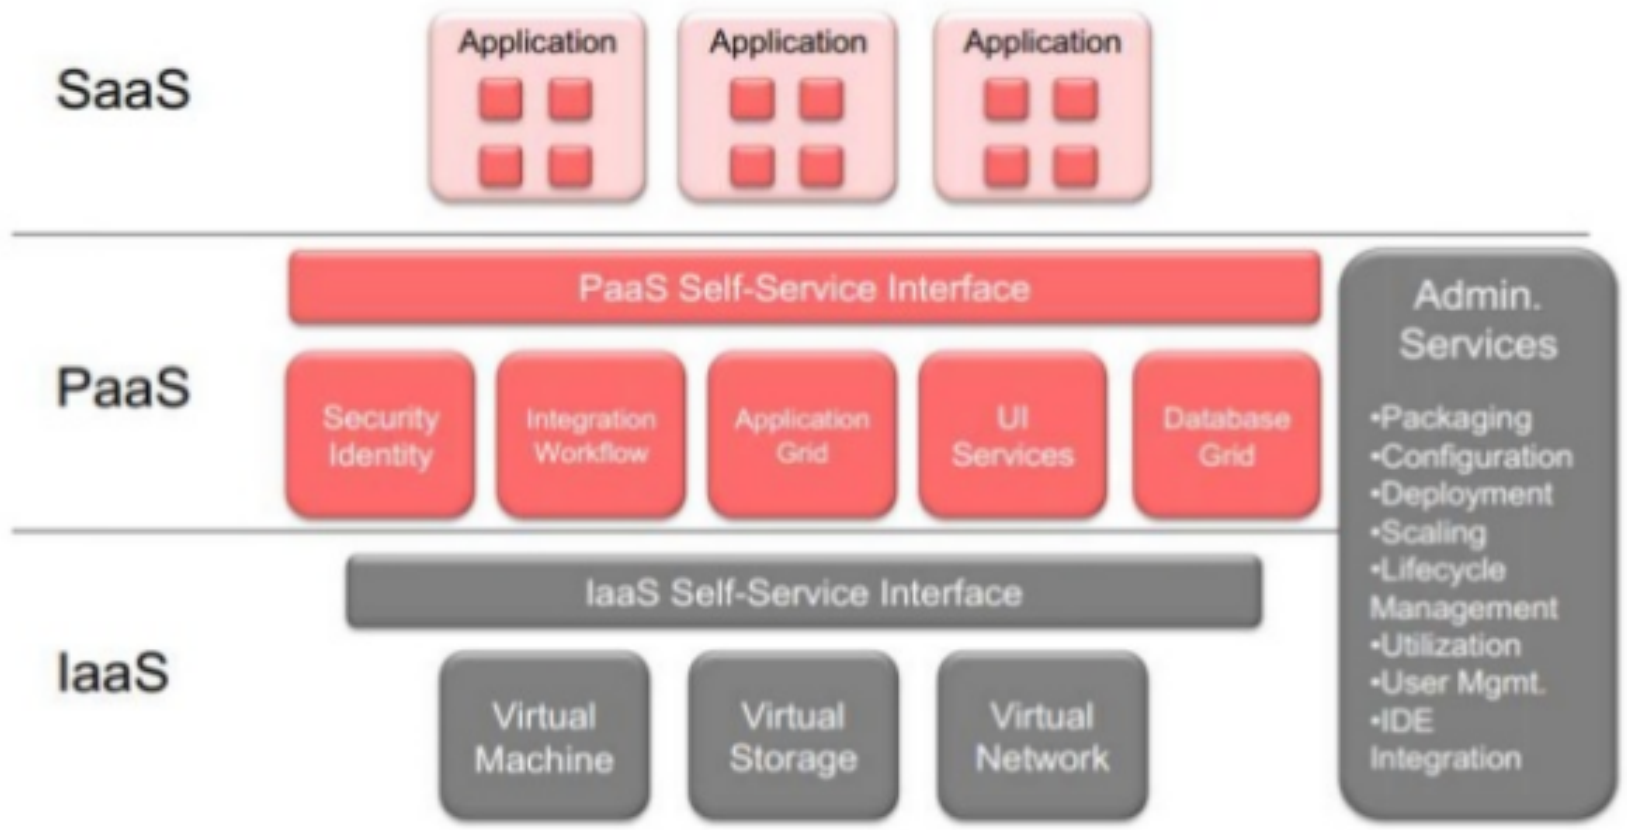 SaaS
Application
Application
Application
PaaS
PaaS Self-Service Interface
Security
Identity
Integration
Workflow
Application
Grid
UI
Services
Database
Grid
IaaS
IaaS Self-Service Interface
Virtual
Machine
Virtual
Storage
Virtual
Network
Admin.
Services
•Packaging
•Configuration
•Deployment
•Scaling
•Lifecycle
Management
•Utilization
•User Mgmt.
•IDE
Integration